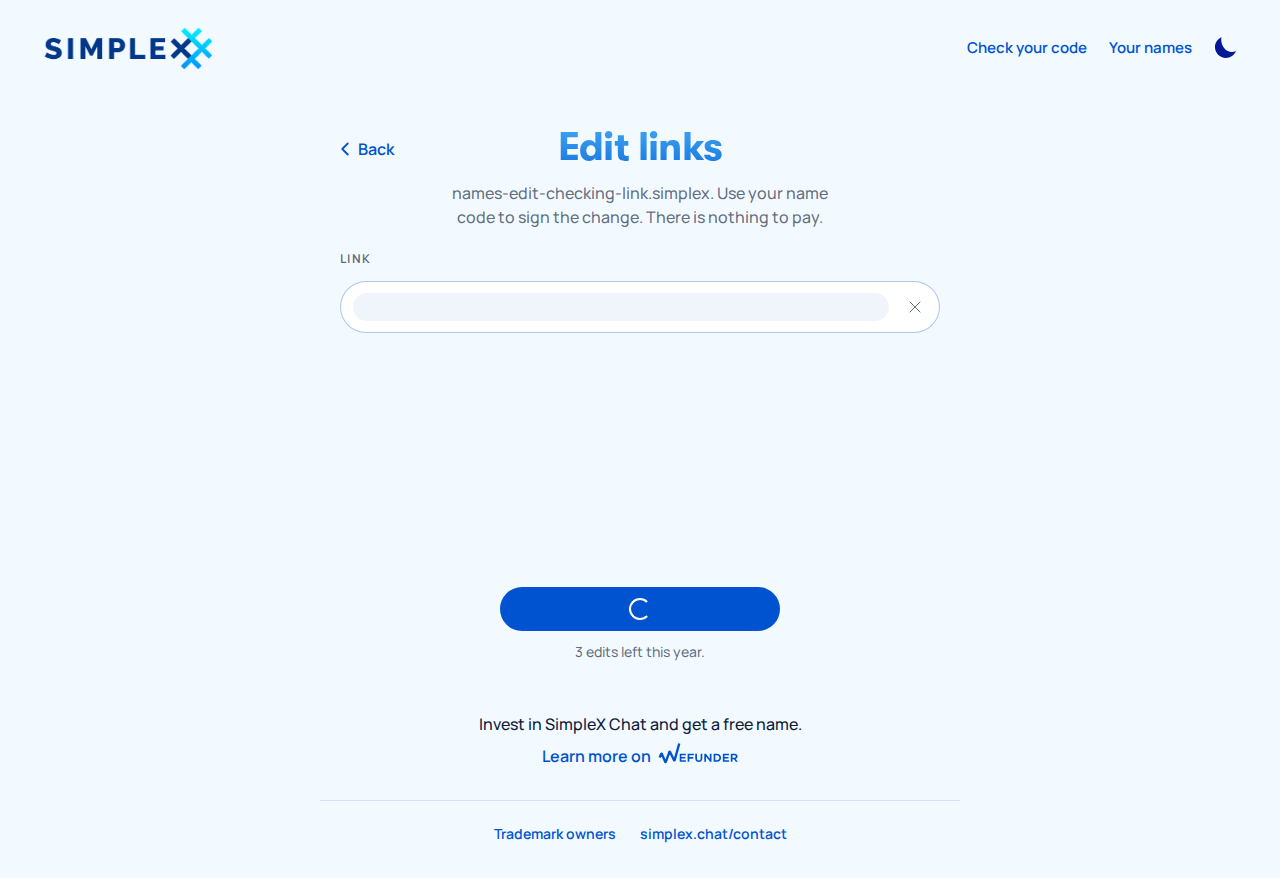 SIMPLEX
Check your code
Your names
Back
Edit links
names-edit-checking-link.simplex. Use your name
code to sign the change. There is nothing to pay.
LINK
3 edits left this year.
Invest in SimpleX Chat and get a free name.
Learn more on WEFUNDER
Trademark owners
simplex.chat/contact